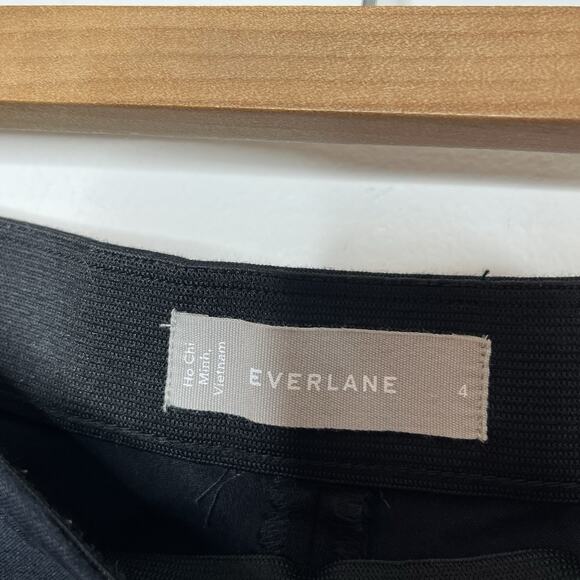 Ho Chi
Minh,
Vietnam
EVERLANE
4